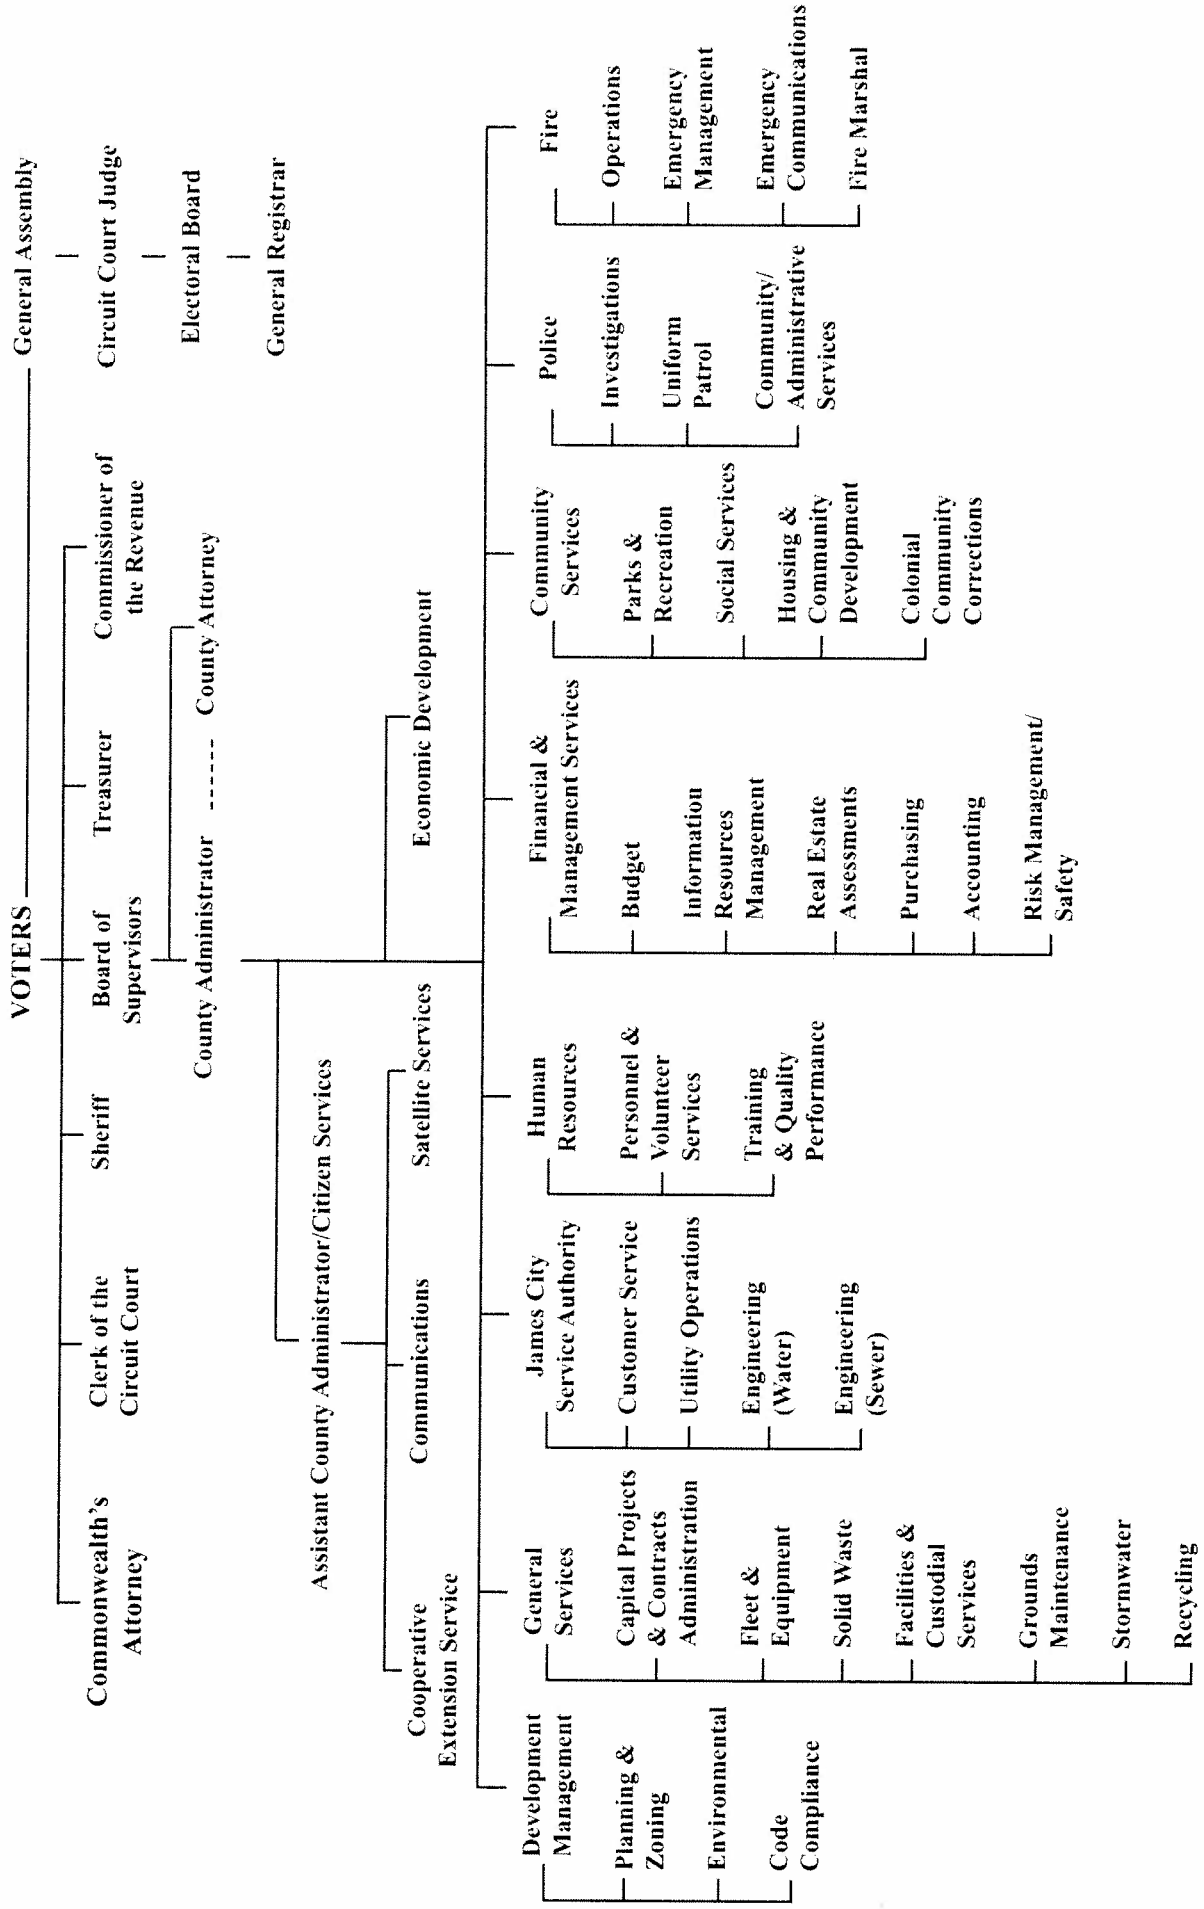 VOTERS
General Assembly
Circuit Court Judge
Electoral Board
General Registrar
Commonwealth's
Attorney
Clerk of the
Circuit Court
Sheriff
Board of
Supervisors
Treasurer
Commissioner of
the Revenue
County Administrator ------ County Attorney
Assistant County Administrator/Citizen Services
Cooperative
Extension Service
Communications
Satellite Services
Economic Development
Development
Management
Planning &
Zoning
Environmental
Code
Compliance
General
Services
Capital Projects
& Contracts
Administration
Fleet &
Equipment
Solid Waste
Facilities &
Custodial
Services
Grounds
Maintenance
Stormwater
Recycling
James City
Service Authority
Customer Service
Utility Operations
Engineering
(Water)
Engineering
(Sewer)
Human
Resources
Personnel &
Volunteer
Services
Training
& Quality
Performance
Financial &
Management Services
Budget
Information
Resources
Management
Real Estate
Assessments
Purchasing
Accounting
Risk Management/
Safety
Community
Services
Parks &
Recreation
Social Services
Housing &
Community
Development
Colonial
Community
Corrections
Police
Investigations
Uniform
Patrol
Community/
Administrative
Services
Fire
Operations
Emergency
Management
Emergency
Communications
Fire Marshal